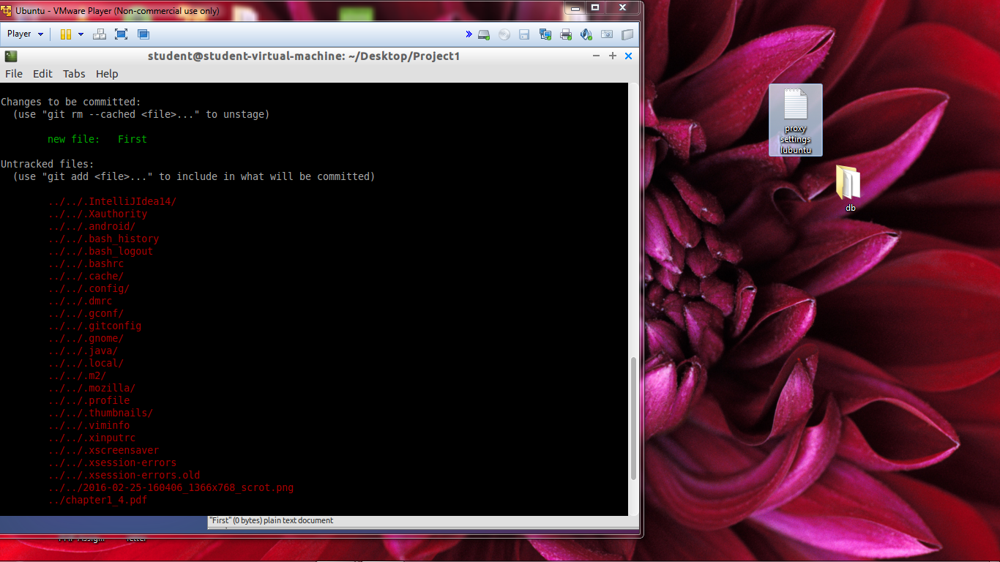 Ubuntu - VMware Player (Non-commercial use only)
Player
student@student-virtual-machine: ~/Desktop/Project1
File Edit Tabs Help
Changes to be committed:
(use "git rm --cached <file>..." to unstage)
new file: First
Untracked files:
(use "git add <file>..." to include in what will be committed)
../../.IntelliJIdea14/
../../.Xauthority
../../.android/
../../.bash_history
../../.bash_logout
../../.bashrc
../../.cache/
../../.config/
../../.dmrc
../../.gconf/
../../.gitconfig
../../.gnome/
../../.java/
../../.local/
../../.m2/
../../.mozilla/
../../.profile
../../.thumbnails/
../../.viminfo
../../.xinputrc
../../.xscreensaver
../../.xsession-errors
../../.xsession-errors.old
../../2016-02-25-160406_1366x768_scrot.png
../chapter1_4.pdf
"First" (0 bytes) plain text document
proxy
settings
lubuntu
db